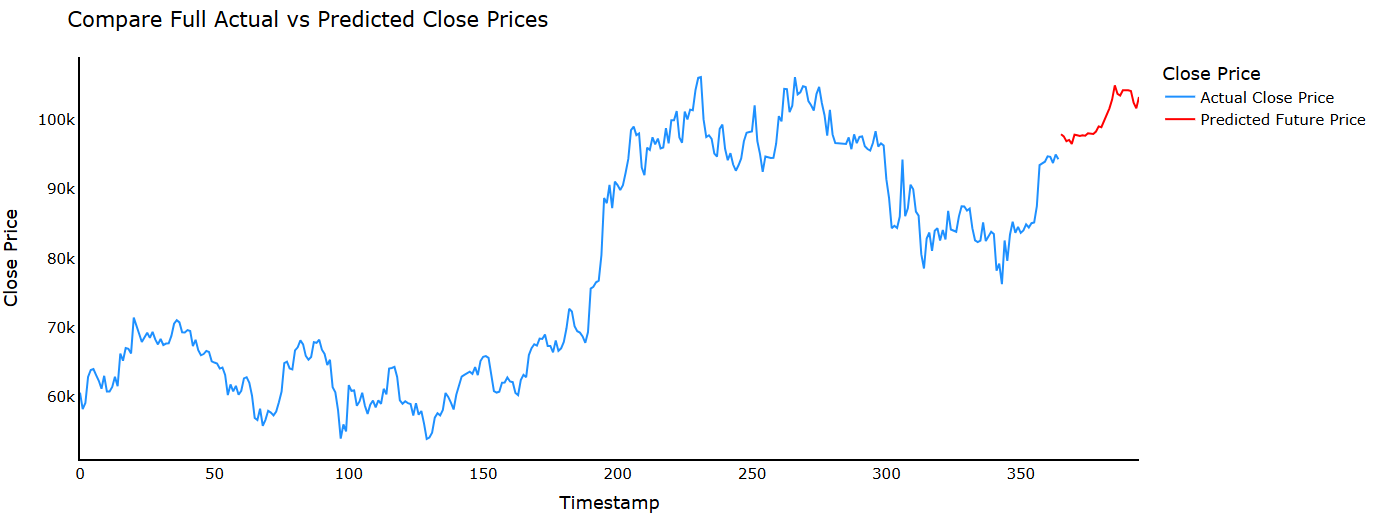 Compare Full Actual vs Predicted Close Prices
Close Price
Actual Close Price
Predicted Future Price
Close Price
100k
90k
80k
70k
60k
0 50 100 150 200 250 300 350
Timestamp